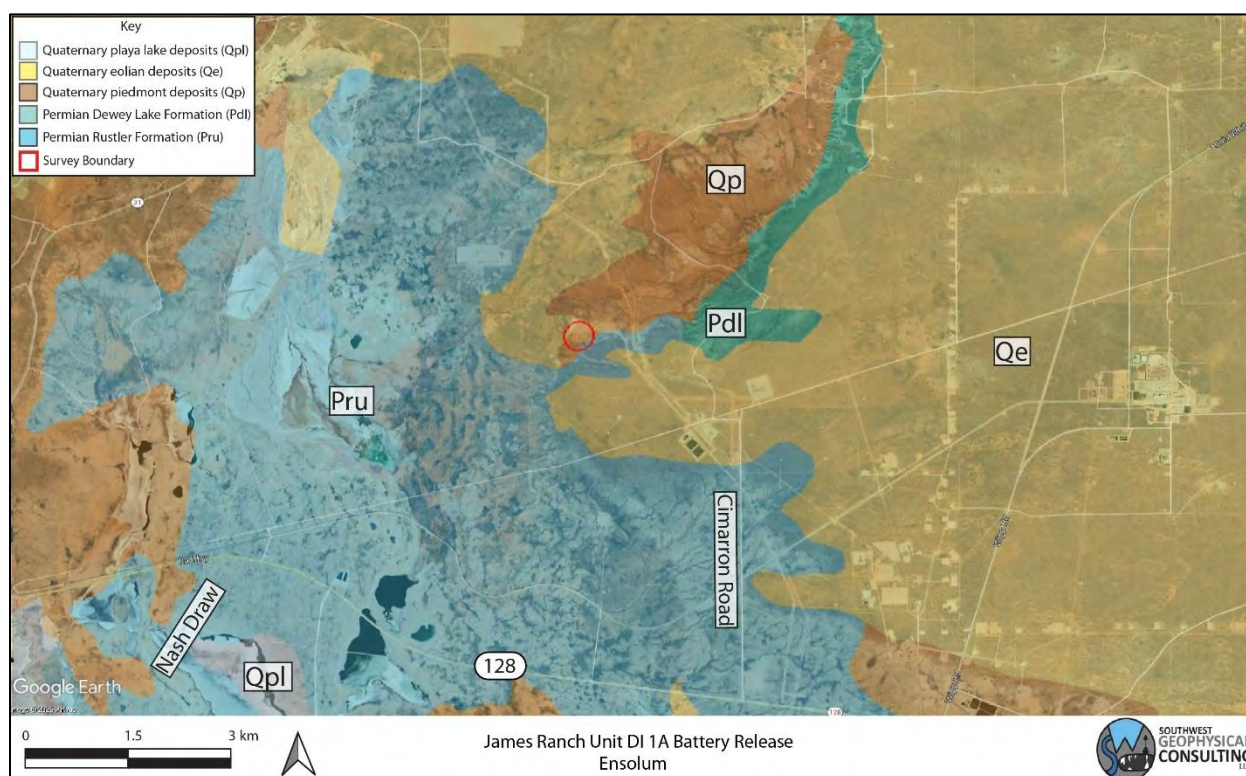 Key
Quaternary playa lake deposits (Qpl)
Quaternary eolian deposits (Qe)
Quaternary piedmont deposits (Qp)
Permian Dewey Lake Formation (Pdl)
Permian Rustler Formation (Pru)
Survey Boundary
Qp
Pdl
Qe
Pru
Cimarron Road
Nash Draw
Qpl
128
Google Earth
0 1.5 3 km
James Ranch Unit DI 1A Battery Release
Ensolum
SOUTHWEST
GEOPHYSICAL
CONSULTING